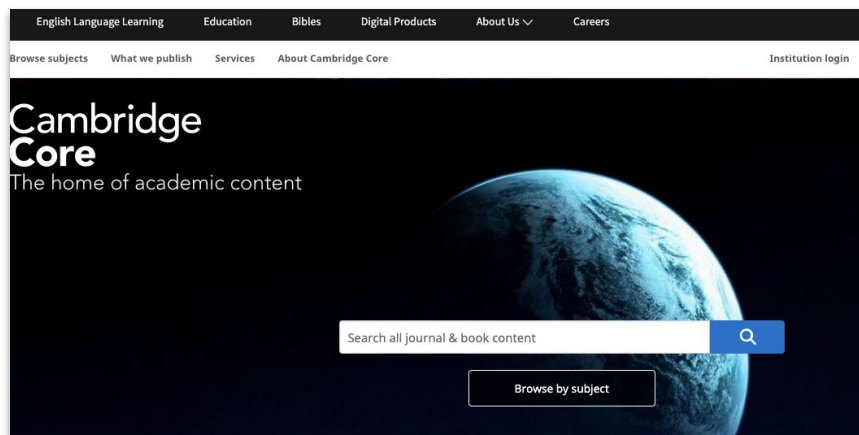 English Language Learning Education Bibles Digital Products About Us Careers
Browse subjects What we publish Services About Cambridge Core Institution login
Cambridge
Core
The home of academic content
Search all journal & book content
Browse by subject